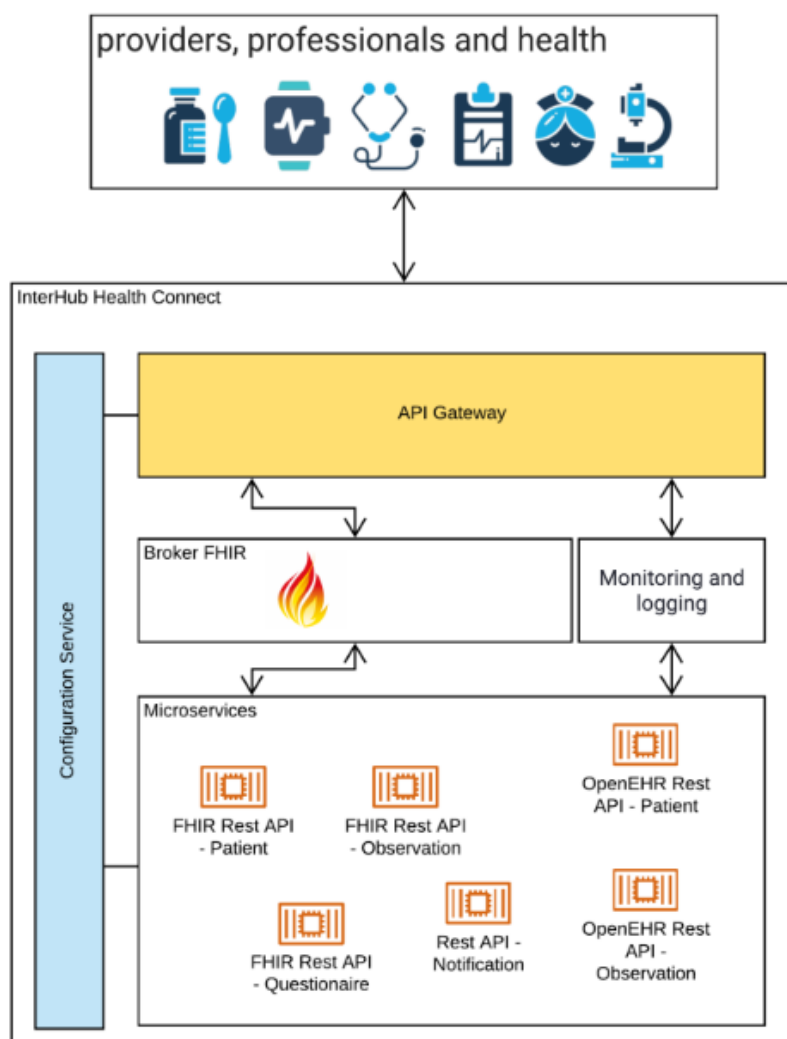 providers, professionals and health
InterHub Health Connect
API Gateway
Configuration Service
Broker FHIR
Monitoring and
logging
Microservices
FHIR Rest API
- Patient
FHIR Rest API
- Observation
OpenEHR Rest
API - Patient
FHIR Rest API
- Questionaire
Rest API -
Notification
OpenEHR Rest
API -
Observation